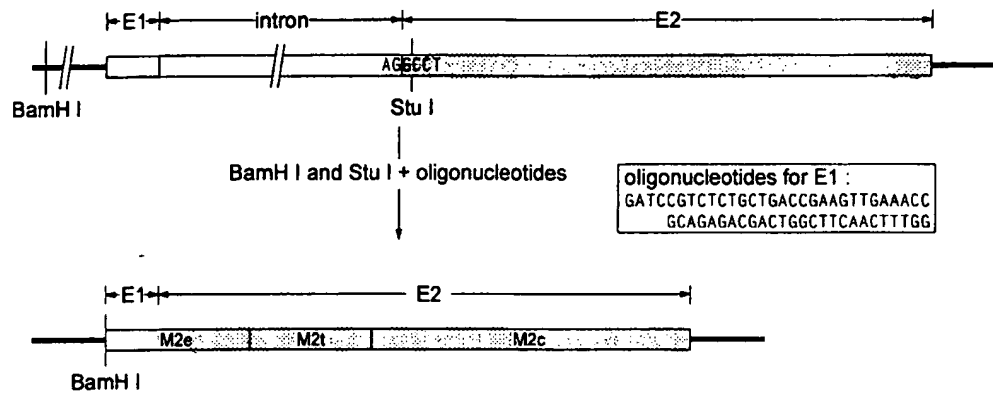 E1 intron E2
AGGCCT
BamH I Stu I
BamH I and Stu I + oligonucleotides
oligonucleotides for E1 :
GATCCGTCTCTGCTGACCGAAGTTGAAACC
GCAGAGACGACTGGCTTCAACTTTGG
E1 E2
M2e M2t M2c
BamH I